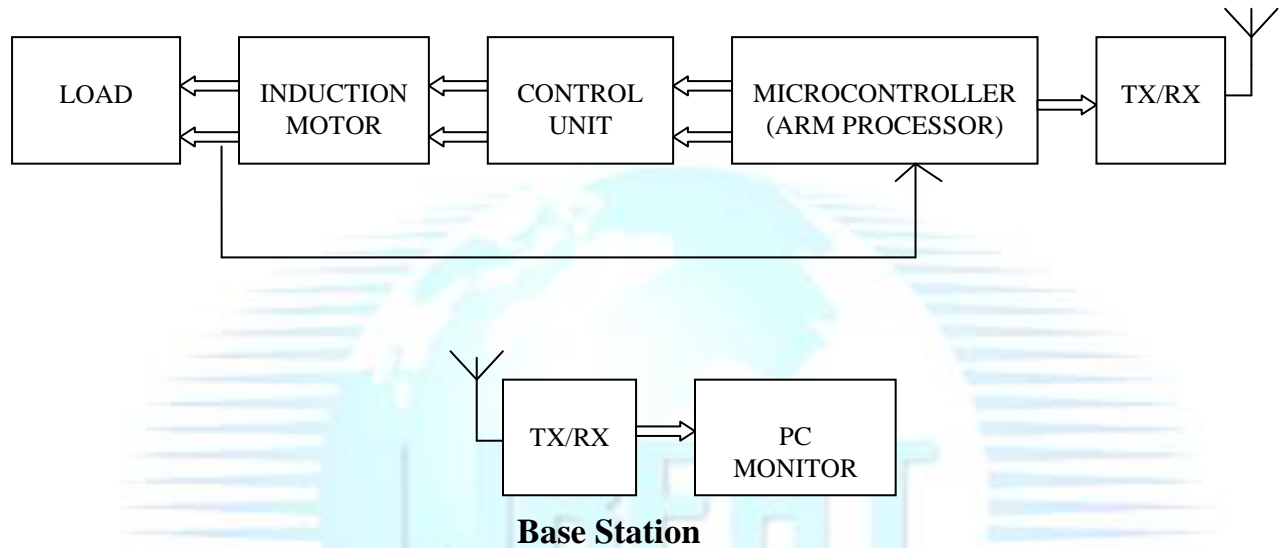 LOAD
INDUCTION
MOTOR
CONTROL
UNIT
MICROCONTROLLER
(ARM PROCESSOR)
TX/RX
TX/RX
PC
MONITOR
Base Station